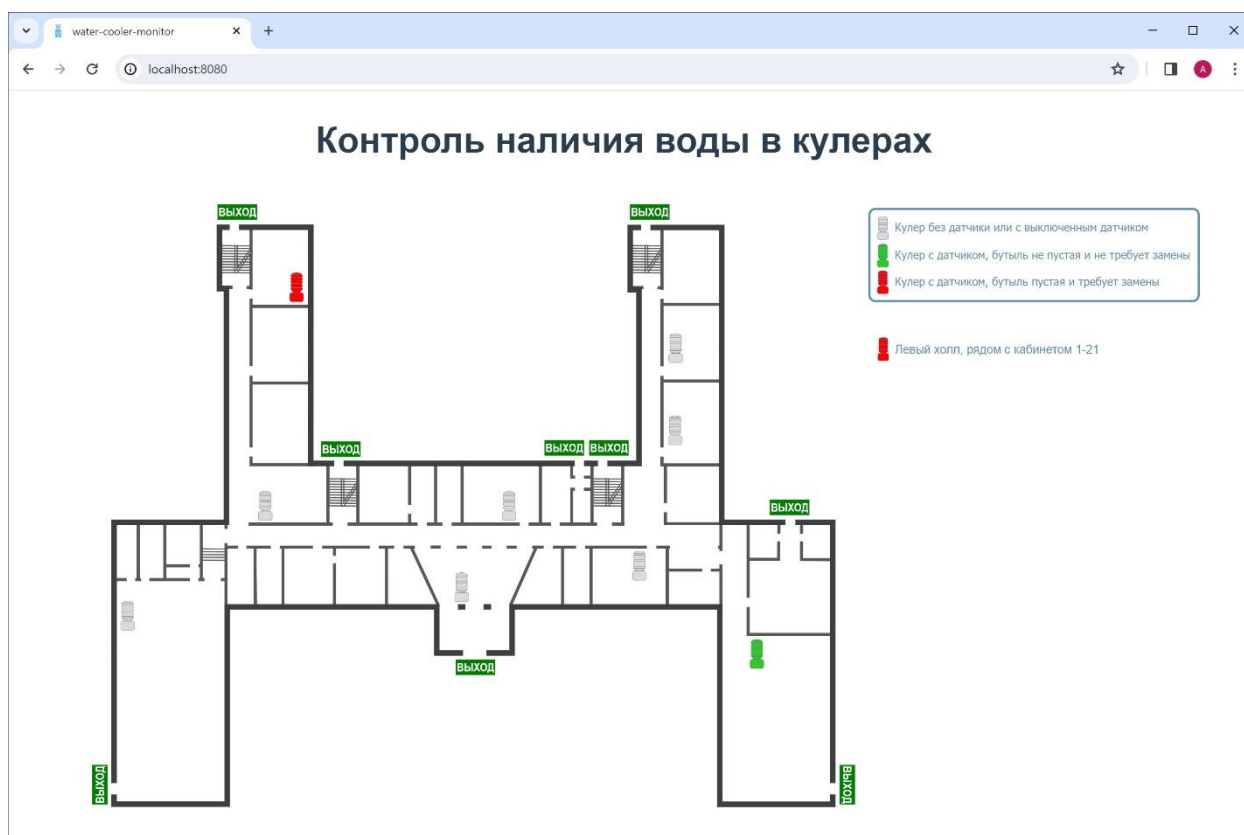 water-cooler-monitor
localhost:8080
A
Контроль наличия воды в кулерах
ВЫХОД
ВЫХОД
Кулер без датчики или с выключенным датчиком
Кулер с датчиком, бутыль не пустая и не требует замены
Кулер с датчиком, бутыль пустая и требует замены
Левый холл, рядом с кабинетом 1-21
ВЫХОД
ВЫХОД
ВЫХОД
ВЫХОД
ВЫХОД
ВЫХОД
ВЫХОД